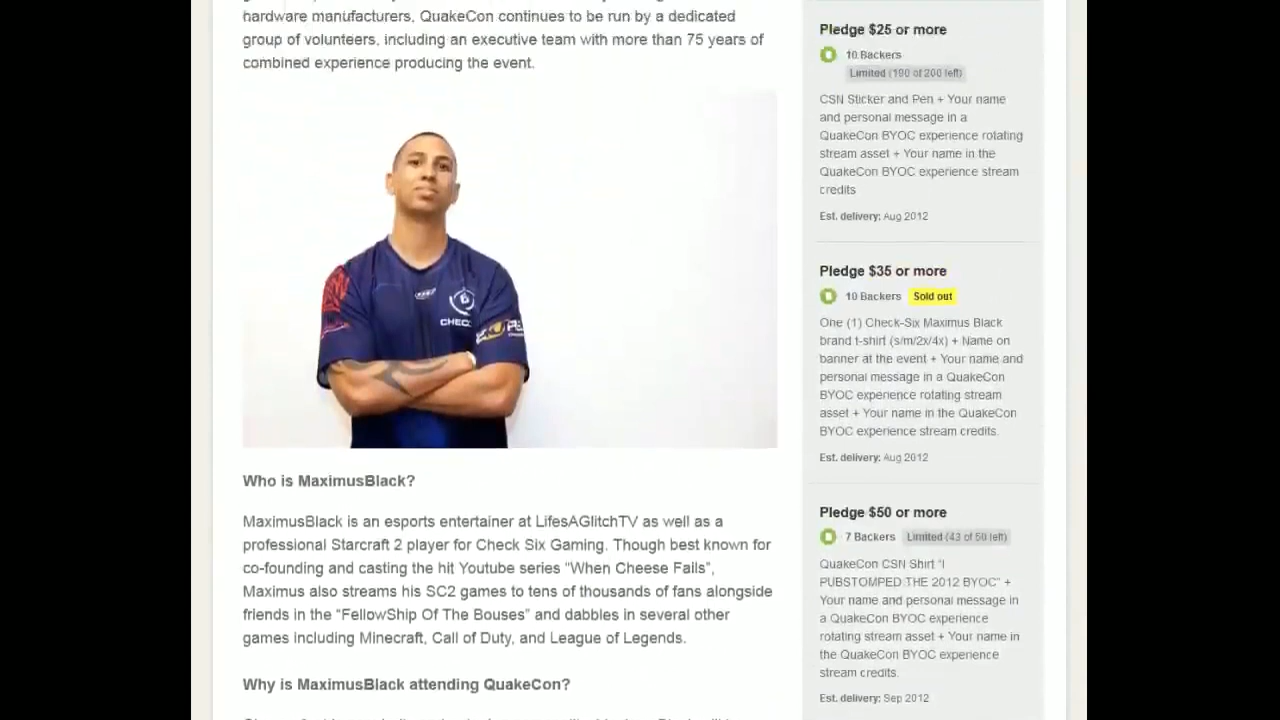 hardware manufacturers, QuakeCon continues to be run by a dedicated
group of volunteers, including an executive team with more than 75 years of
combined experience producing the event.
CHEC
Who is MaximusBlack?
MaximusBlack is an esports entertainer at LifesAGlitchTV as well as a
professional Starcraft 2 player for Check Six Gaming. Though best known for
co-founding and casting the hit Youtube series "When Cheese Fails",
Maximus also streams his SC2 games to tens of thousands of fans alongside
friends in the "FellowShip Of The Bouses" and dabbles in several other
games including Minecraft, Call of Duty, and League of Legends.
Why is MaximusBlack attending QuakeCon?
Pledge $25 or more
10 Backers
Limited (190 of 200 left)
CSN Sticker and Pen + Your name
and personal message in a
QuakeCon BYOC experience rotating
stream asset + Your name in the
QuakeCon BYOC experience stream
credits
Est. delivery: Aug 2012
Pledge $35 or more
10 Backers Sold out
One (1) Check-Six Maximus Black
brand t-shirt (s/m/2x/4x) + Name on
banner at the event + Your name and
personal message in a QuakeCon
BYOC experience rotating stream
asset + Your name in the QuakeCon
BYOC experience stream credits.
Est. delivery: Aug 2012
Pledge $50 or more
7 Backers Limited (43 of 50 left)
QuakeCon CSN Shirt "I
PUBSTOMPED THE 2012 BYOC" +
Your name and personal message in
a QuakeCon BYOC experience
rotating stream asset + Your name in
the QuakeCon BYOC experience
stream credits.
Est. delivery: Sep 2012